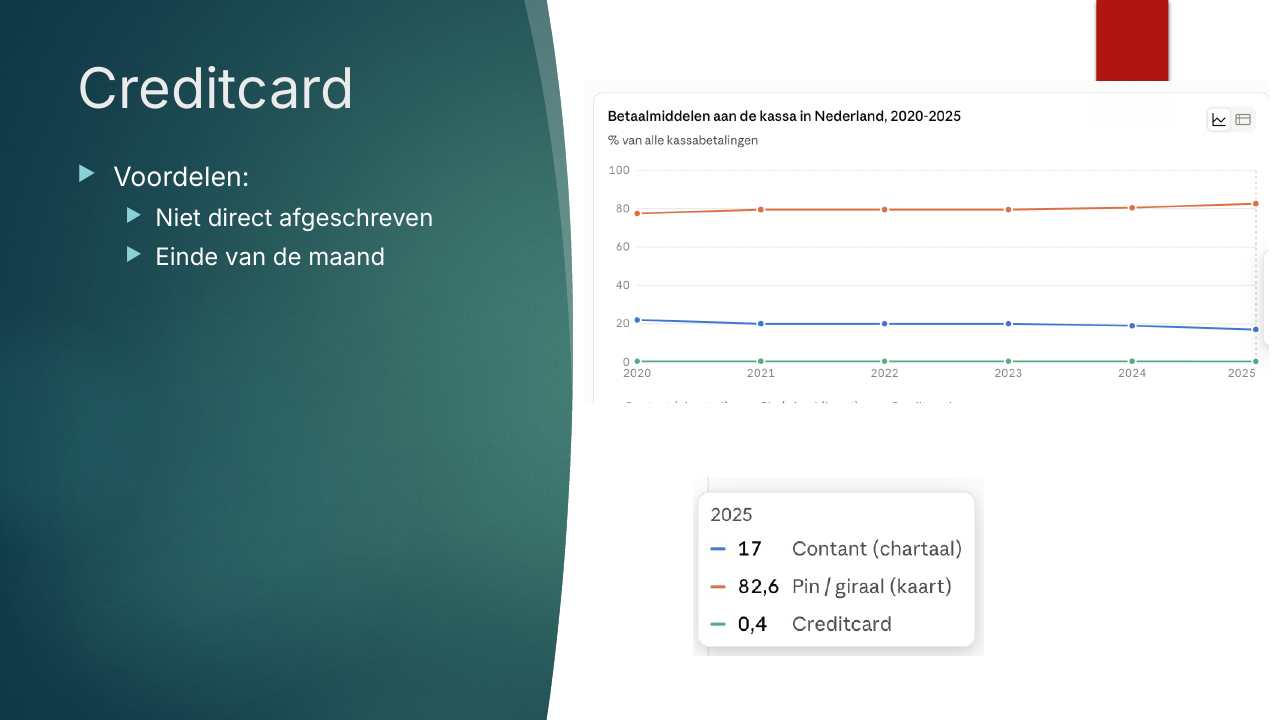 Creditcard
Voordelen:
Niet direct afgeschreven
Einde van de maand
Betaalmiddelen aan de kassa in Nederland, 2020-2025
% van alle kassabetalingen
100
80
60
40
20
0
2020 2021 2022 2023 2024 2025
2025
17 Contant (chartaal)
82,6 Pin / giraal (kaart)
0,4 Creditcard